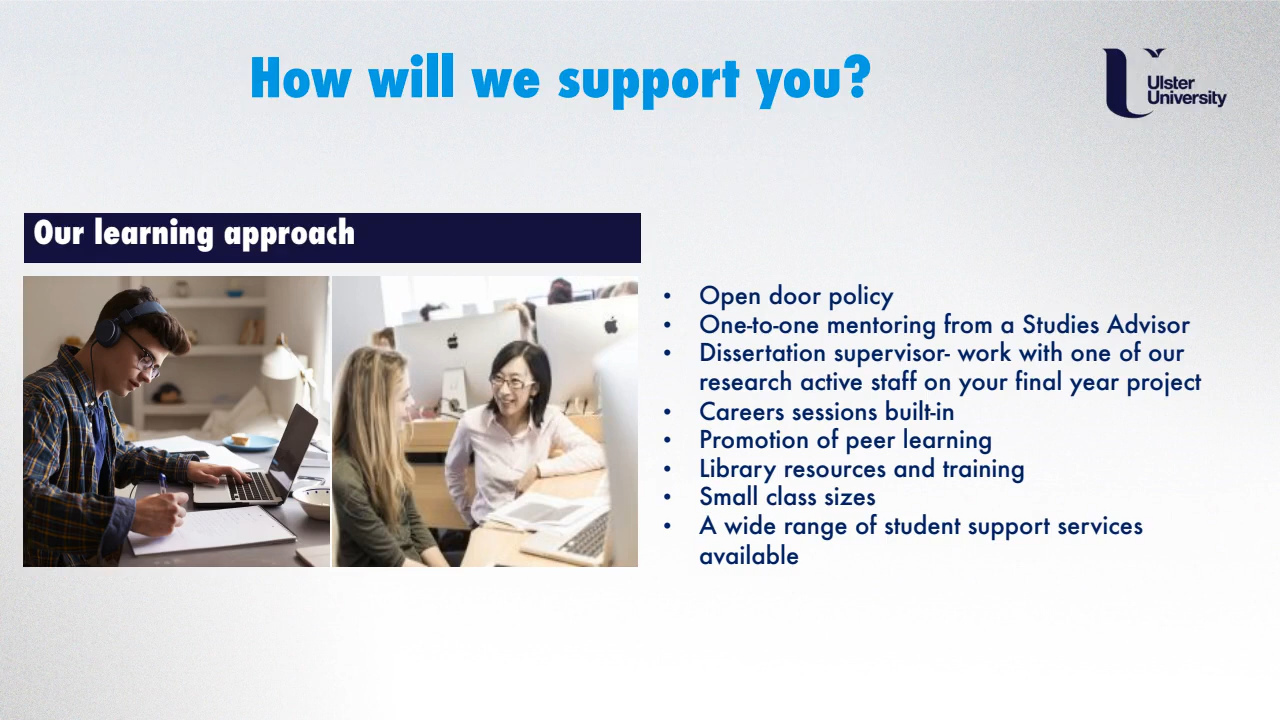 How will we support you?
Ulster
University
Our learning approach
• Open door policy
• One-to-one mentoring from a Studies Advisor
• Dissertation supervisor- work with one of our
research active staff on your final year project
• Careers sessions built-in
• Promotion of peer learning
• Library resources and training
• Small class sizes
• A wide range of student support services
available